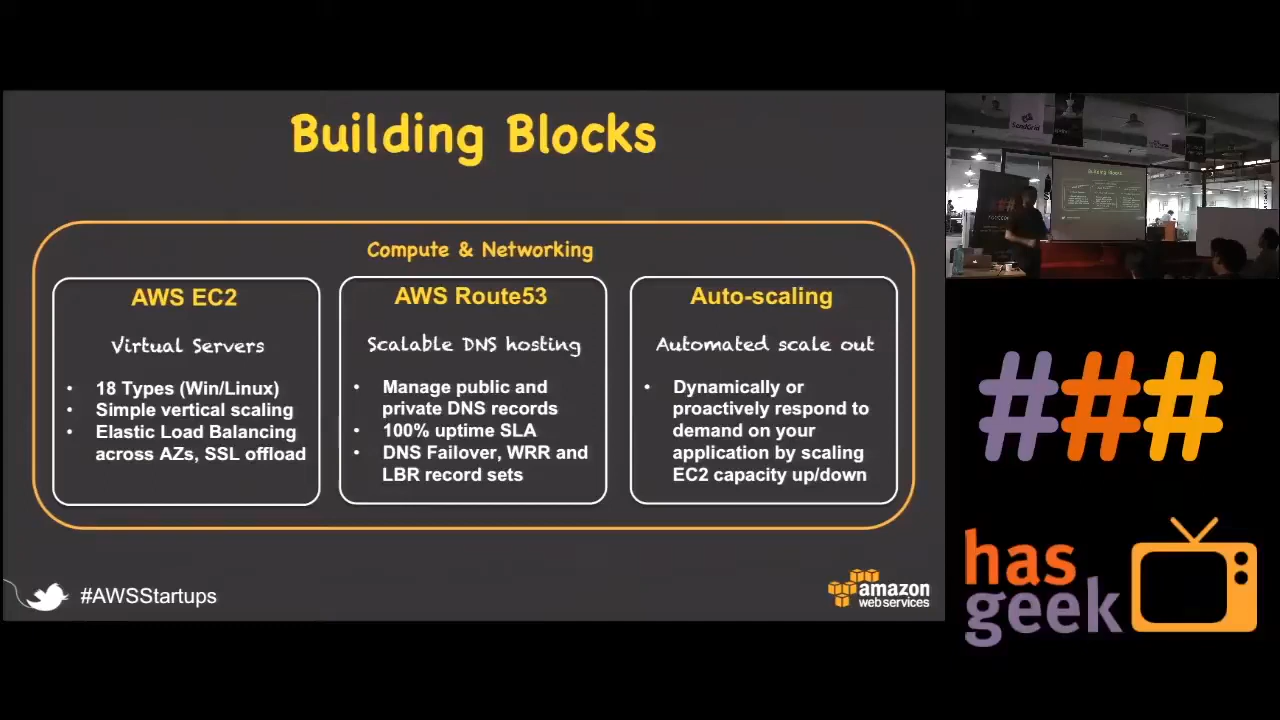 Building Blocks
Compute & Networking
AWS EC2
Virtual Servers
• 18 Types (Win/Linux)
• Simple vertical scaling
• Elastic Load Balancing
across AZs, SSL offload
AWS Route53
Scalable DNS hosting
• Manage public and
private DNS records
• 100% uptime SLA
• DNS Failover, WRR and
LBR record sets
Auto-scaling
Automated scale out
• Dynamically or
proactively respond to
demand on your
application by scaling
EC2 capacity up/down
#AWSStartups
amazon
webservices
Building Blocks
###
has
geek